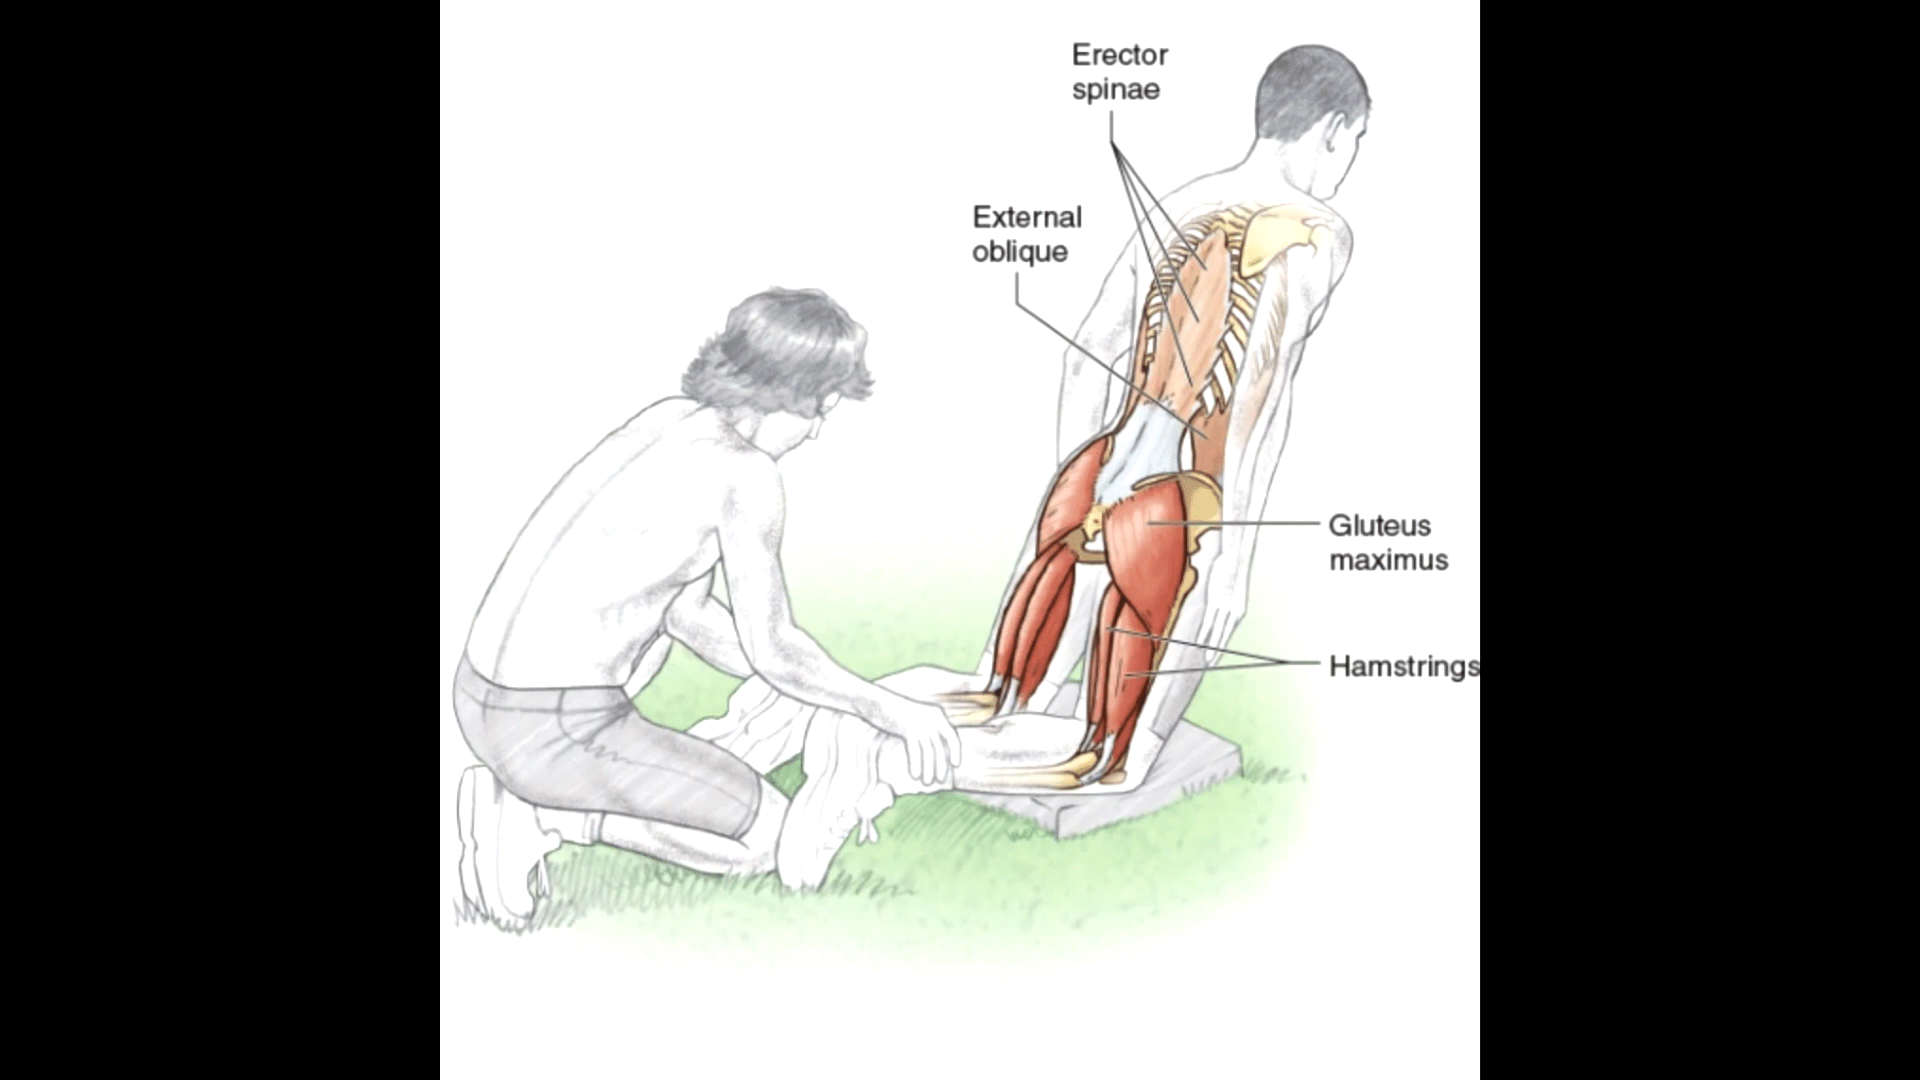 Erector
spinae
External
oblique
Gluteus
maximus
Hamstrings